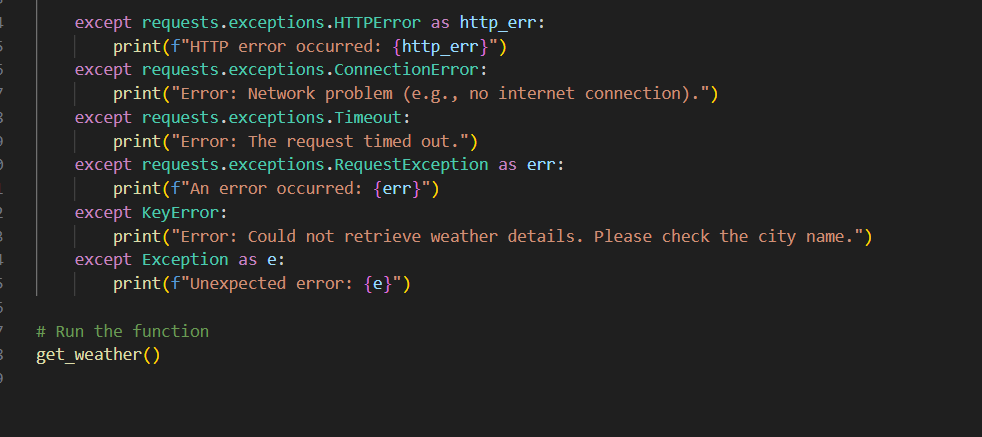 except requests.exceptions.HTTPError as http_err:
print(f"HTTP error occurred: {http_err}")
except requests.exceptions.ConnectionError:
print("Error: Network problem (e.g., no internet connection).")
except requests.exceptions.Timeout:
print("Error: The request timed out.")
except requests.exceptions.RequestException as err:
print(f"An error occurred: {err}")
except KeyError:
print("Error: Could not retrieve weather details. Please check the city name.")
except Exception as e:
print(f"Unexpected error: {e}")
# Run the function
get_weather()